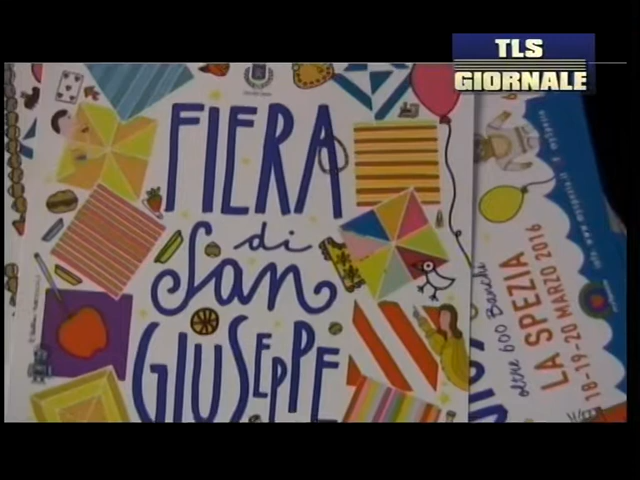 TLS
GIORNALE
FIERA
di
San
GIUSEPPE
oltre 600 Banchi
LA SPEZIA
18-19-20 MARZO 2016